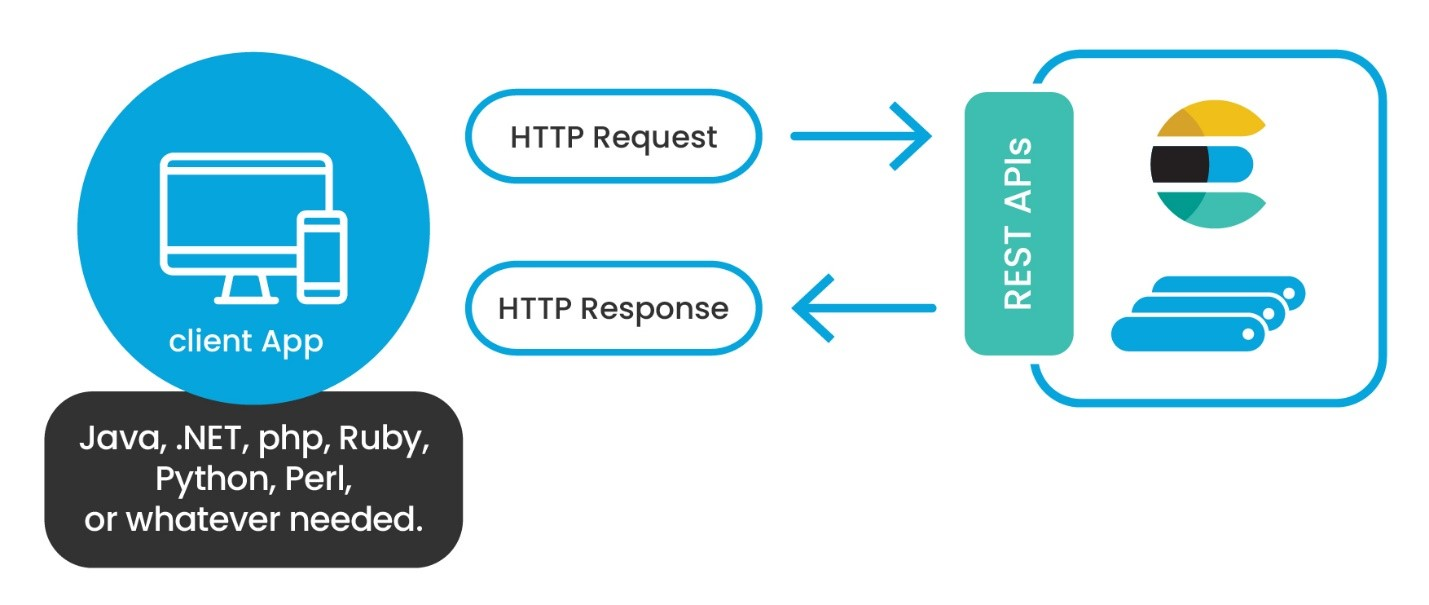 client App
Java, .NET, php, Ruby,
Python, Perl,
or whatever needed.
HTTP Request
HTTP Response
REST APIs